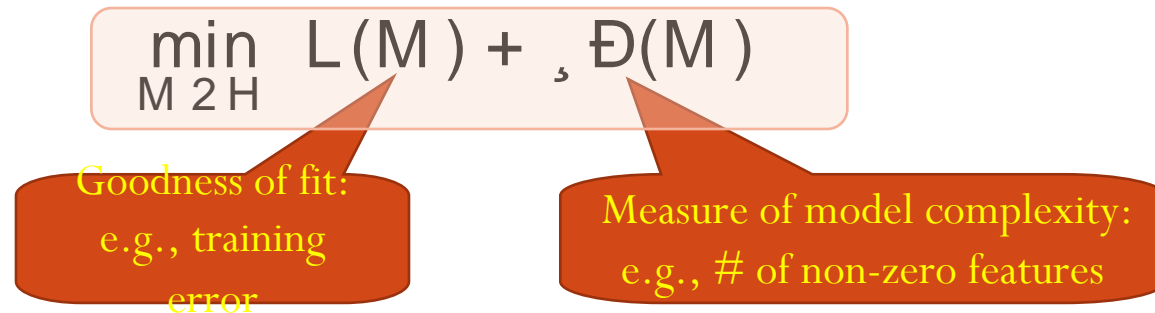 min L(M) + ¸ Ð(M)
M 2 H
Goodness of fit:
e.g., training
error
Measure of model complexity:
e.g., # of non-zero features